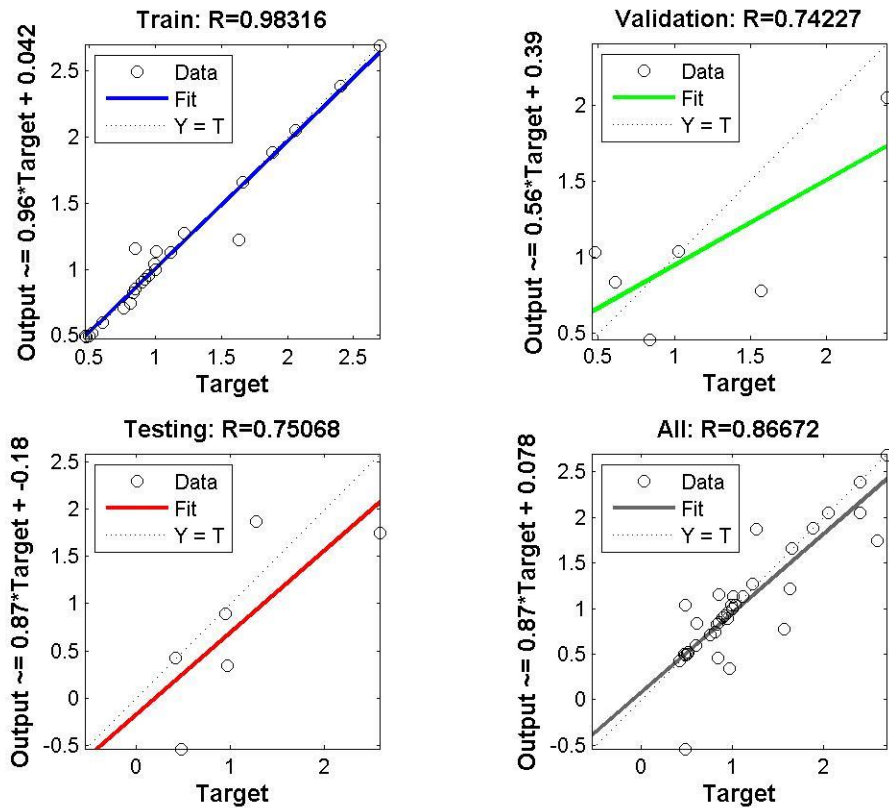 Train: R=0.98316
Output ~= 0.96*Target + 0.042
2.5
2
1.5
1
0.5
Data
Fit
Y = T
0.5
1
1.5
2
2.5
Target
Validation: R=0.74227
Output ~= 0.56*Target + 0.39
2
1.5
1
0.5
Data
Fit
Y = T
0.5
1
1.5
2
Target
Testing: R=0.75068
Output ~= 0.87*Target + -0.18
2.5
2
1.5
1
0.5
0
-0.5
Data
Fit
Y = T
0
1
2
Target
All: R=0.86672
Output ~= 0.87*Target + 0.078
2.5
2
1.5
1
0.5
0
-0.5
Data
Fit
Y = T
0
1
2
Target